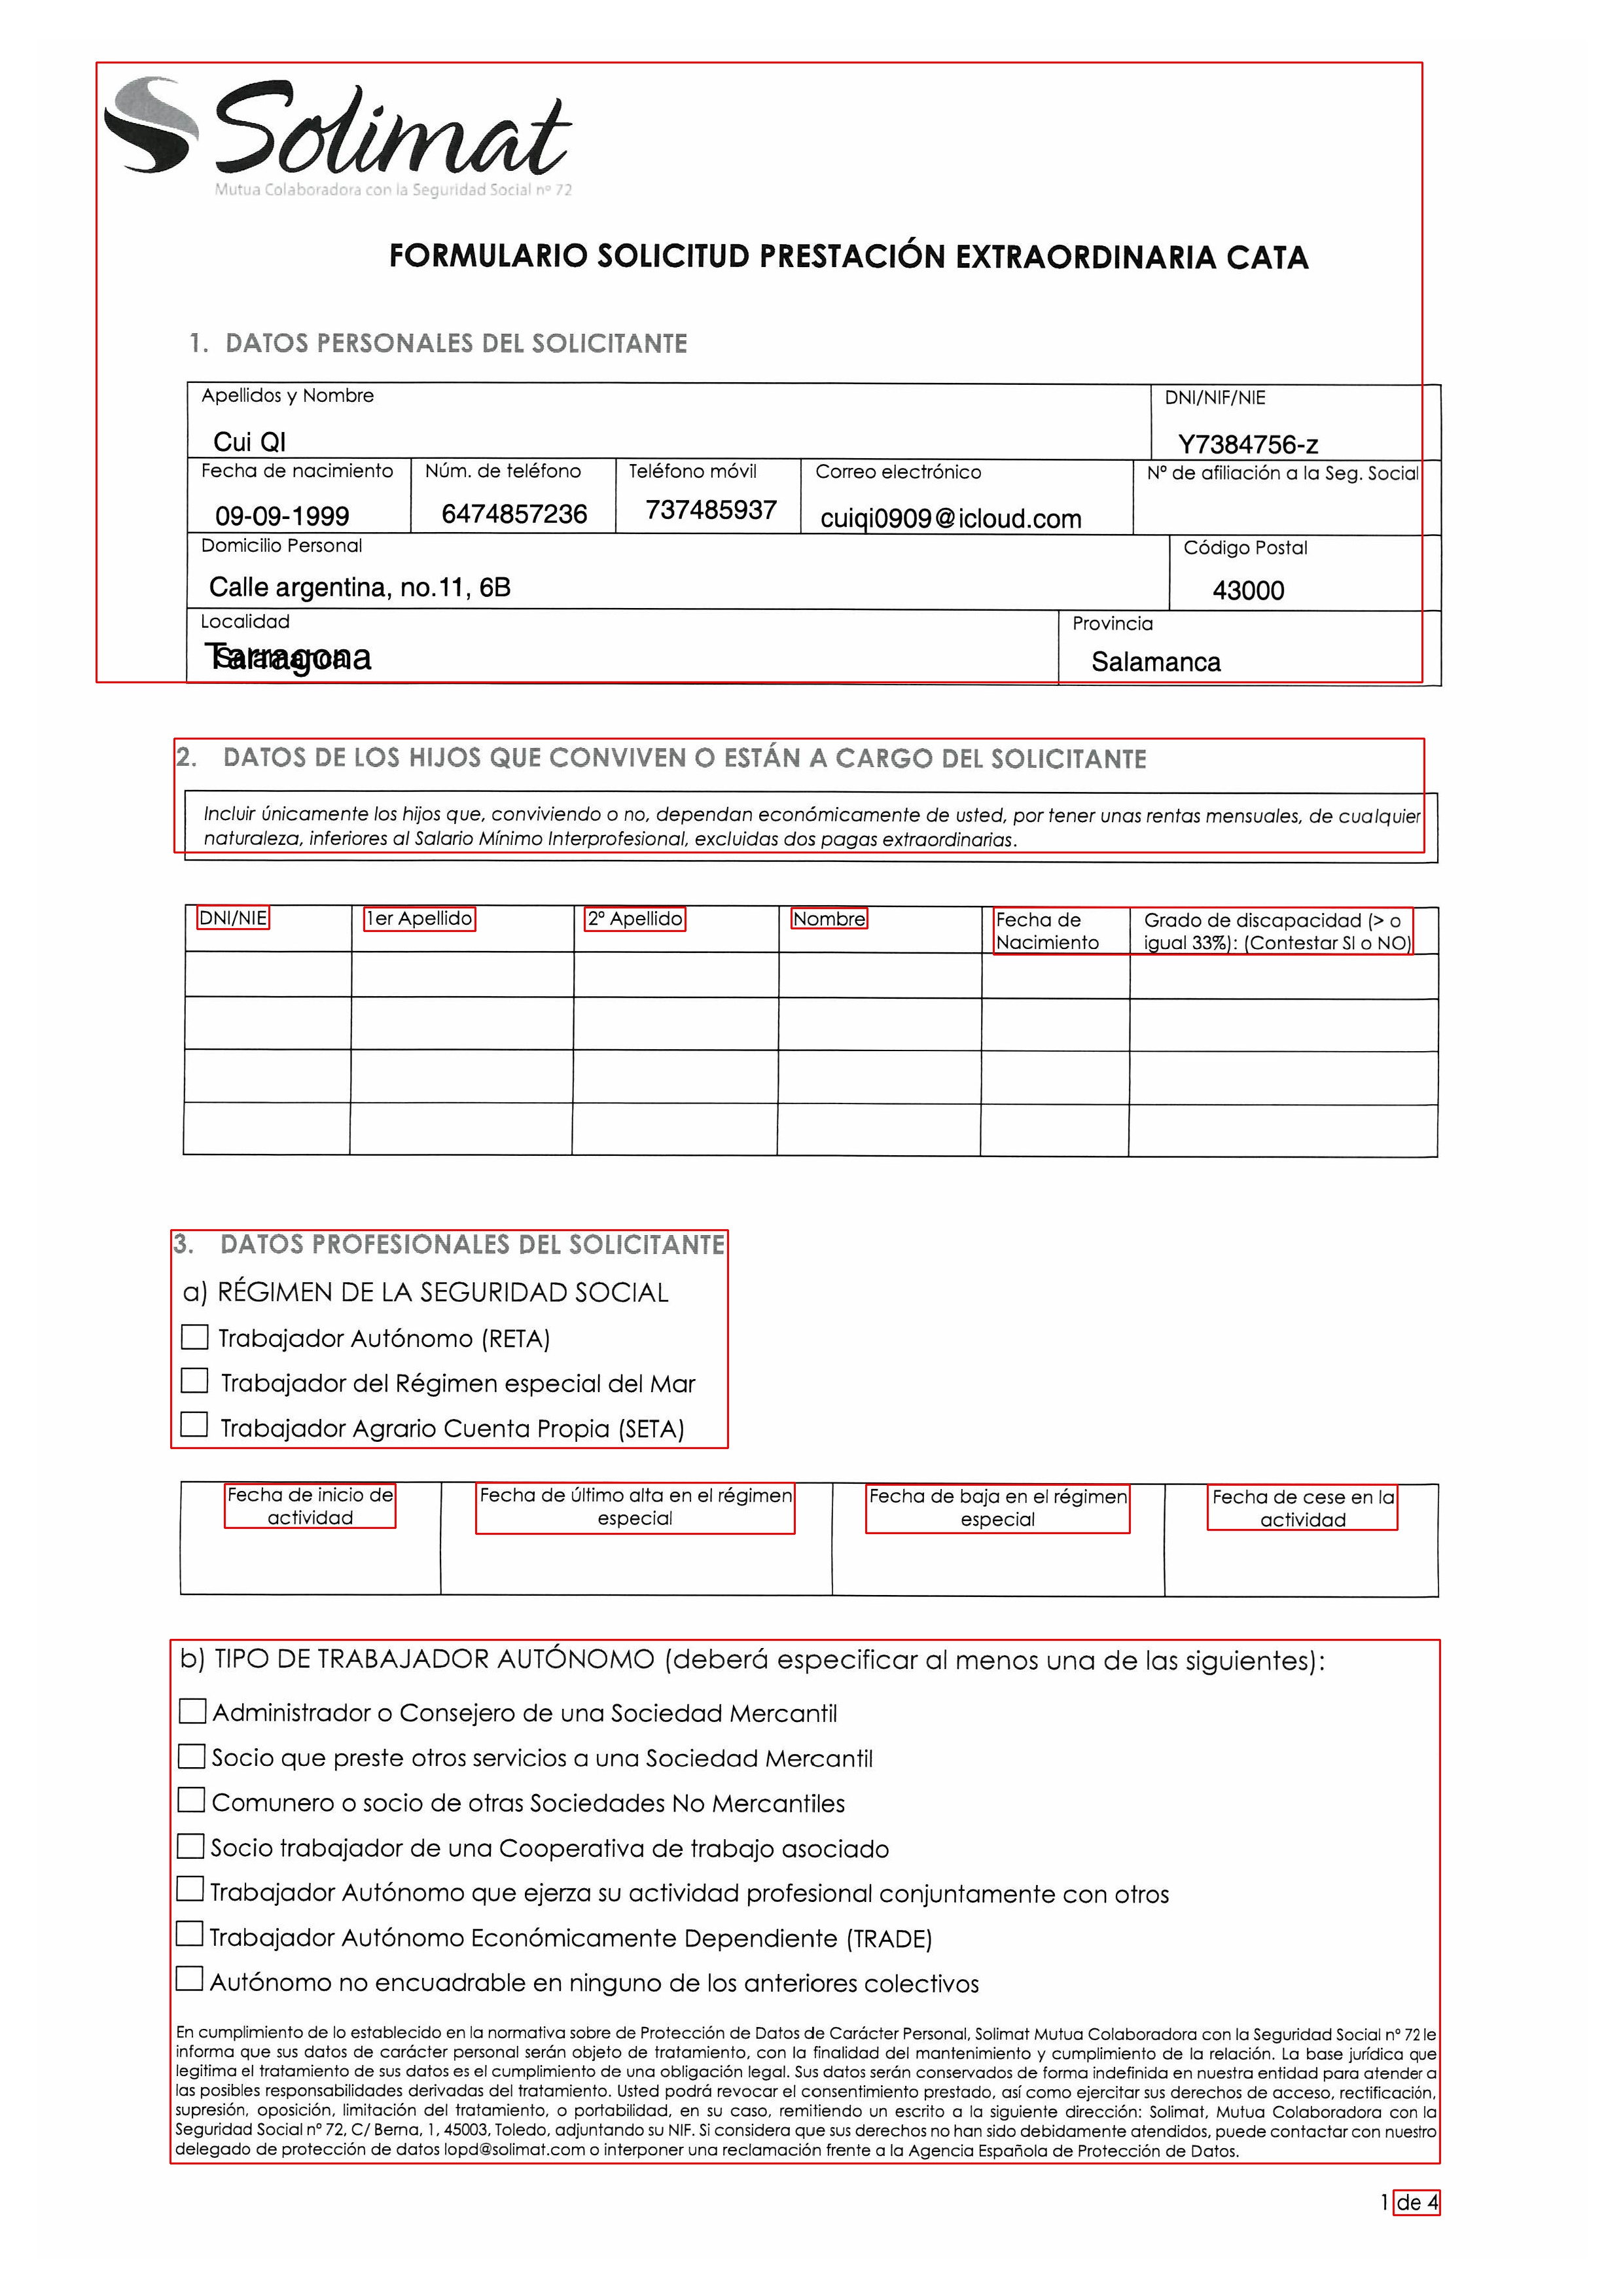 Solimat
Mutua Colaboradora con la Seguridad Social nº 72
FORMULARIO SOLICITUD PRESTACIÓN EXTRAORDINARIA CATA
1. DATOS PERSONALES DEL SOLICITANTE
Apellidos y Nombre
DNI/NIF/NIE
Cui QI
Y7384756-z
Fecha de nacimiento
Núm. de teléfono
Teléfono móvil
Correo electrónico
Nº de afiliación a la Seg. Social
09-09-1999
6474857236
737485937
cuiqi0909@icloud.com
Domicilio Personal
Código Postal
Calle argentina, no.11, 6B
43000
Localidad
Provincia
Tarragona
Salamanca
2. DATOS DE LOS HIJOS QUE CONVIVEN O ESTÁN A CARGO DEL SOLICITANTE
Incluir únicamente los hijos que, conviviendo o no, dependan económicamente de usted, por tener unas rentas mensuales, de cualquier
naturaleza, inferiores al Salario Mínimo Interprofesional, excluidas dos pagas extraordinarias.
DNI/NIE
1er Apellido
2º Apellido
Nombre
Fecha de
Nacimiento
Grado de discapacidad (> o
igual 33%): (Contestar SI o NO)
3. DATOS PROFESIONALES DEL SOLICITANTE
a) RÉGIMEN DE LA SEGURIDAD SOCIAL
Trabajador Autónomo (RETA)
Trabajador del Régimen especial del Mar
Trabajador Agrario Cuenta Propia (SETA)
Fecha de inicio de
actividad
Fecha de último alta en el régimen
especial
Fecha de baja en el régimen
especial
Fecha de cese en la
actividad
b) TIPO DE TRABAJADOR AUTÓNOMO (deberá especificar al menos una de las siguientes):
Administrador o Consejero de una Sociedad Mercantil
Socio que preste otros servicios a una Sociedad Mercantil
Comunero o socio de otras Sociedades No Mercantiles
Socio trabajador de una Cooperativa de trabajo asociado
Trabajador Autónomo que ejerza su actividad profesional conjuntamente con otros
Trabajador Autónomo Económicamente Dependiente (TRADE)
Autónomo no encuadrable en ninguno de los anteriores colectivos
En cumplimiento de lo establecido en la normativa sobre de Protección de Datos de Carácter Personal, Solimat Mutua Colaboradora con la Seguridad Social nº 72 le
informa que sus datos de carácter personal serán objeto de tratamiento, con la finalidad del mantenimiento y cumplimiento de la relación. La base jurídica que
legitima el tratamiento de sus datos es el cumplimiento de una obligación legal. Sus datos serán conservados de forma indefinida en nuestra entidad para atender a
las posibles responsabilidades derivadas del tratamiento. Usted podrá revocar el consentimiento prestado, así como ejercitar sus derechos de acceso, rectificación,
supresión, oposición, limitación del tratamiento, o portabilidad, en su caso, remitiendo un escrito a la siguiente dirección: Solimat, Mutua Colaboradora con la
Seguridad Social nº 72, C/ Berna, 1, 45003, Toledo, adjuntando su NIF. Si considera que sus derechos no han sido debidamente atendidos, puede contactar con nuestro
delegado de protección de datos lopd@solimat.com o interponer una reclamación frente a la Agencia Española de Protección de Datos.
1 de 4